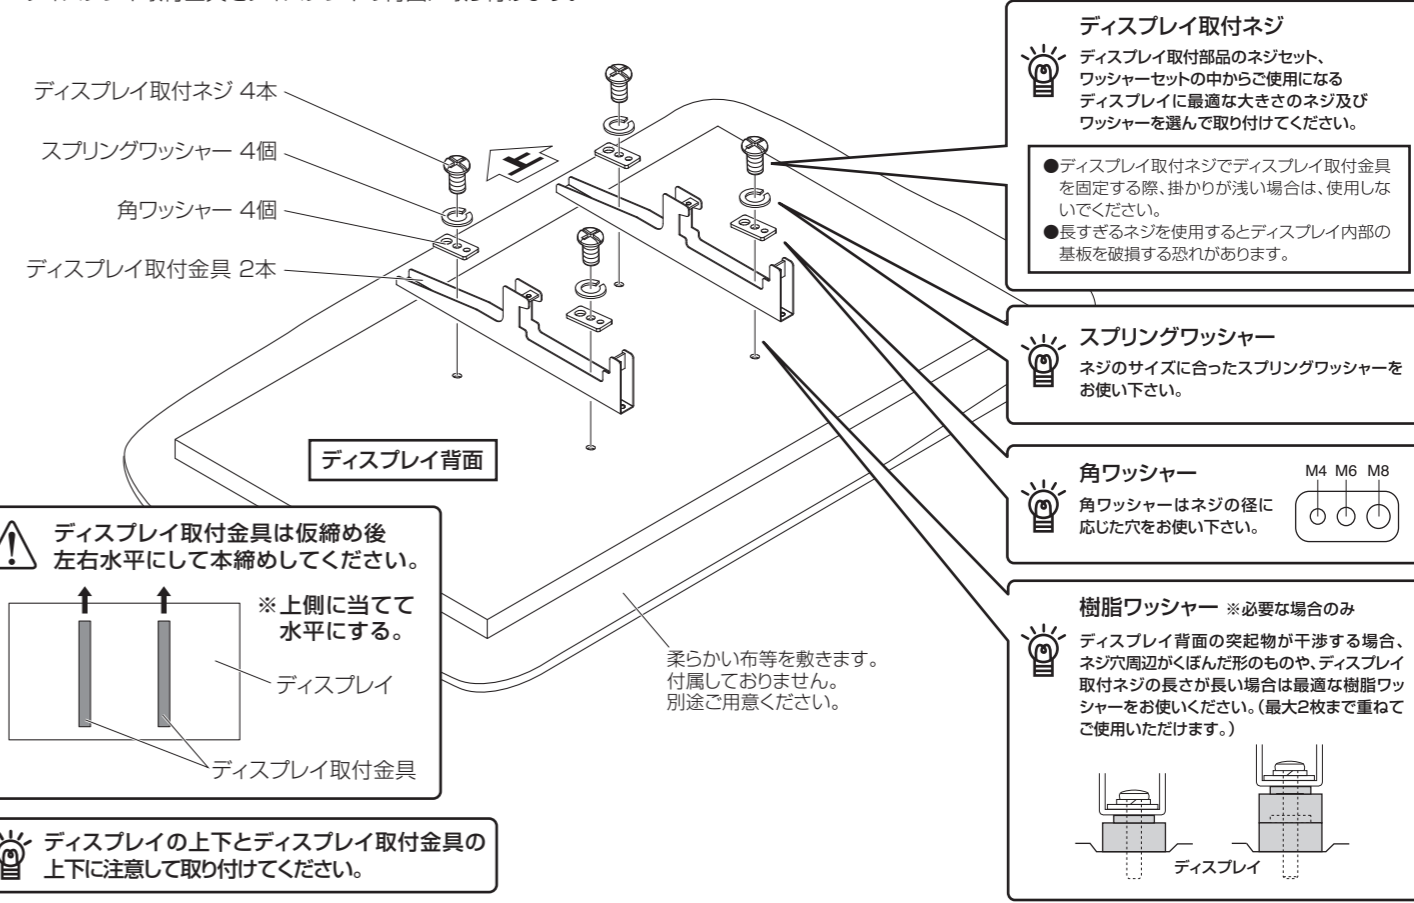 ディスプレイ取付ネジ 4本
スプリングワッシャー 4個
角ワッシャー 4個
ディスプレイ取付金具 2本
上
ディスプレイ背面
ディスプレイ取付金具は仮締め後
左右水平にして本締めしてください。
※上側に当てて
水平にする。
ディスプレイ
ディスプレイ取付金具
ディスプレイの上下とディスプレイ取付金具の
上下に注意して取り付けてください。
柔らかい布等を敷きます。
付属しておりません。
別途ご用意ください。
ディスプレイ取付ネジ
ディスプレイ取付部品のネジセット、
ワッシャーセットの中からご使用になる
ディスプレイに最適な大きさのネジ及び
ワッシャーを選んで取り付けてください。
●ディスプレイ取付ネジでディスプレイ取付金具
を固定する際、掛かりが浅い場合は、使用しな
いでください。
●長すぎるネジを使用するとディスプレイ内部の
基板を破損する恐れがあります。
スプリングワッシャー
ネジのサイズに合ったスプリングワッシャーを
お使い下さい。
角ワッシャー
角ワッシャーはネジの径に
応じた穴をお使い下さい。
M4 M6 M8
樹脂ワッシャー ※必要な場合のみ
ディスプレイ背面の突起物が干渉する場合、
ネジ穴周辺がくぼんだ形のものや、ディスプレイ
取付ネジの長さが長い場合は最適な樹脂ワッ
シャーをお使いください。(最大2枚まで重ねて
ご使用いただけます。)
ディスプレイ